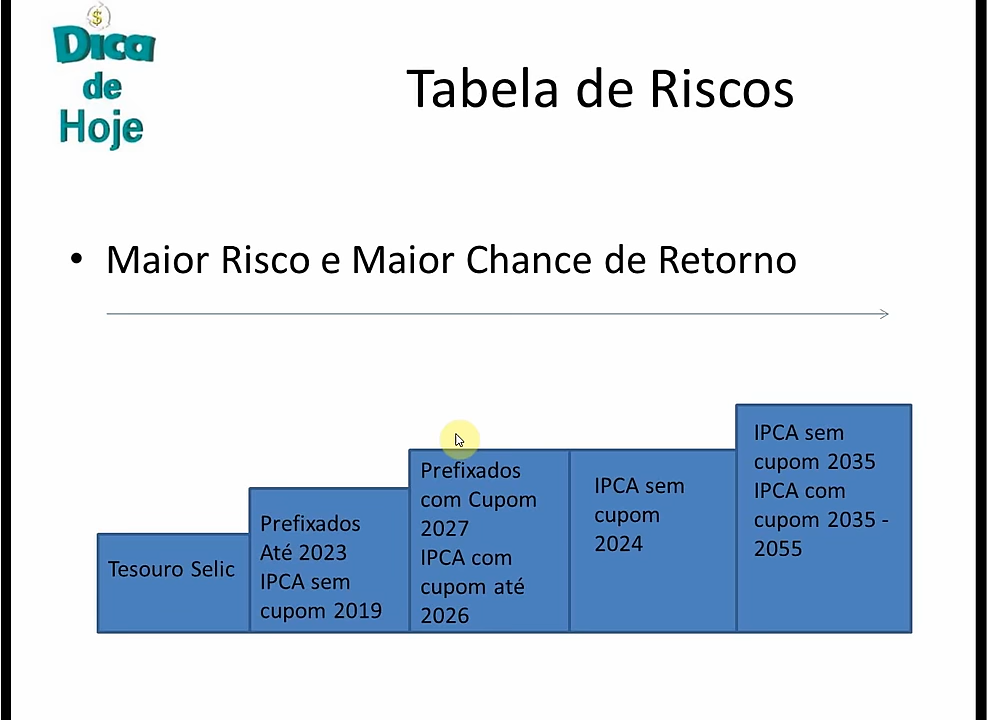 $
Dica
de
Hoje
Tabela de Riscos
• Maior Risco e Maior Chance de Retorno
Tesouro Selic
Prefixados
Até 2023
IPCA sem
cupom 2019
Prefixados
com Cupom
2027
IPCA com
cupom até
2026
IPCA sem
cupom
2024
IPCA sem
cupom 2035
IPCA com
cupom 2035 -
2055